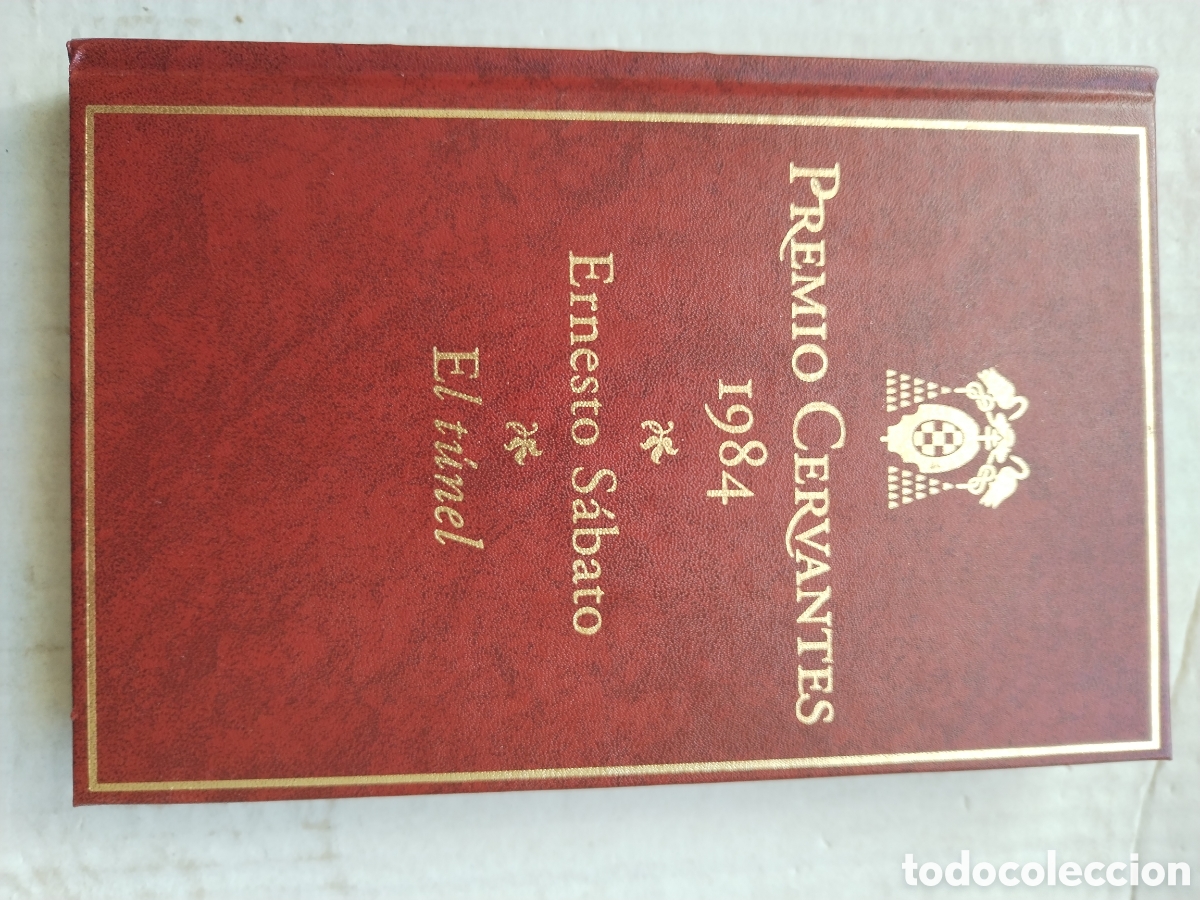 PREMIO CERVANTES
1984
Ernesto Sábato
El túnel
todocoleccion